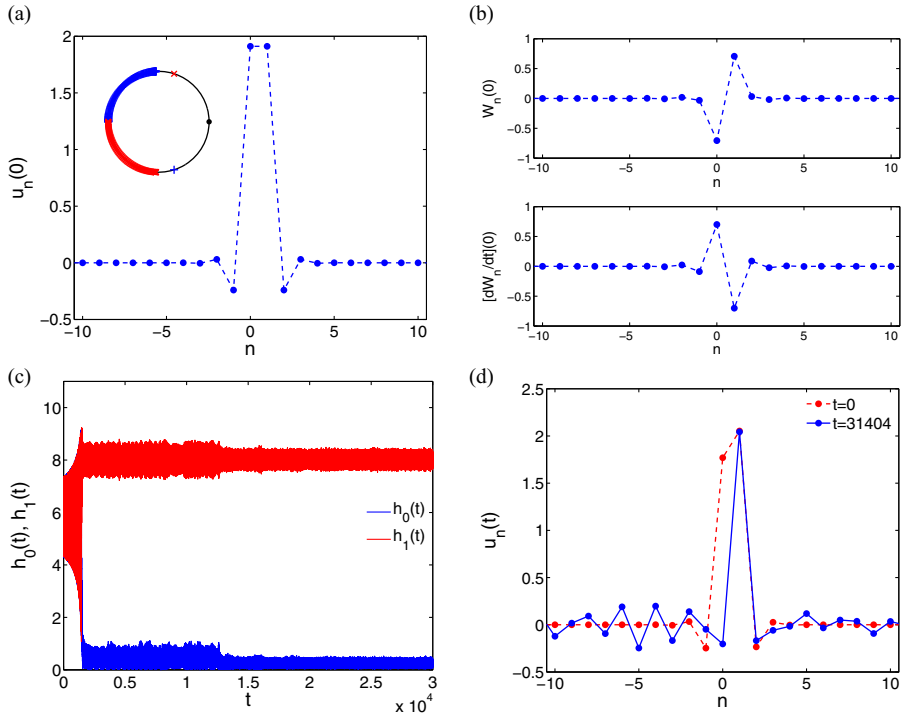 (a)
2
1.5
1
0.5
0
−0.5
−10
−5
0
5
10
u_n(0)
n
(b)
1
0.5
0
−0.5
−1
−10
−5
0
5
10
W_n(0)
n
1
0.5
0
−0.5
−1
−10
−5
0
5
10
[dW_n/dt](0)
n
(c)
10
8
6
4
2
0
0
0.5
1
1.5
2
2.5
3
x 10^4
h_0(t), h_1(t)
t
h_0(t)
h_1(t)
(d)
2.5
2
1.5
1
0.5
0
−0.5
−10
−5
0
5
10
u_n(t)
n
t=0
t=31404